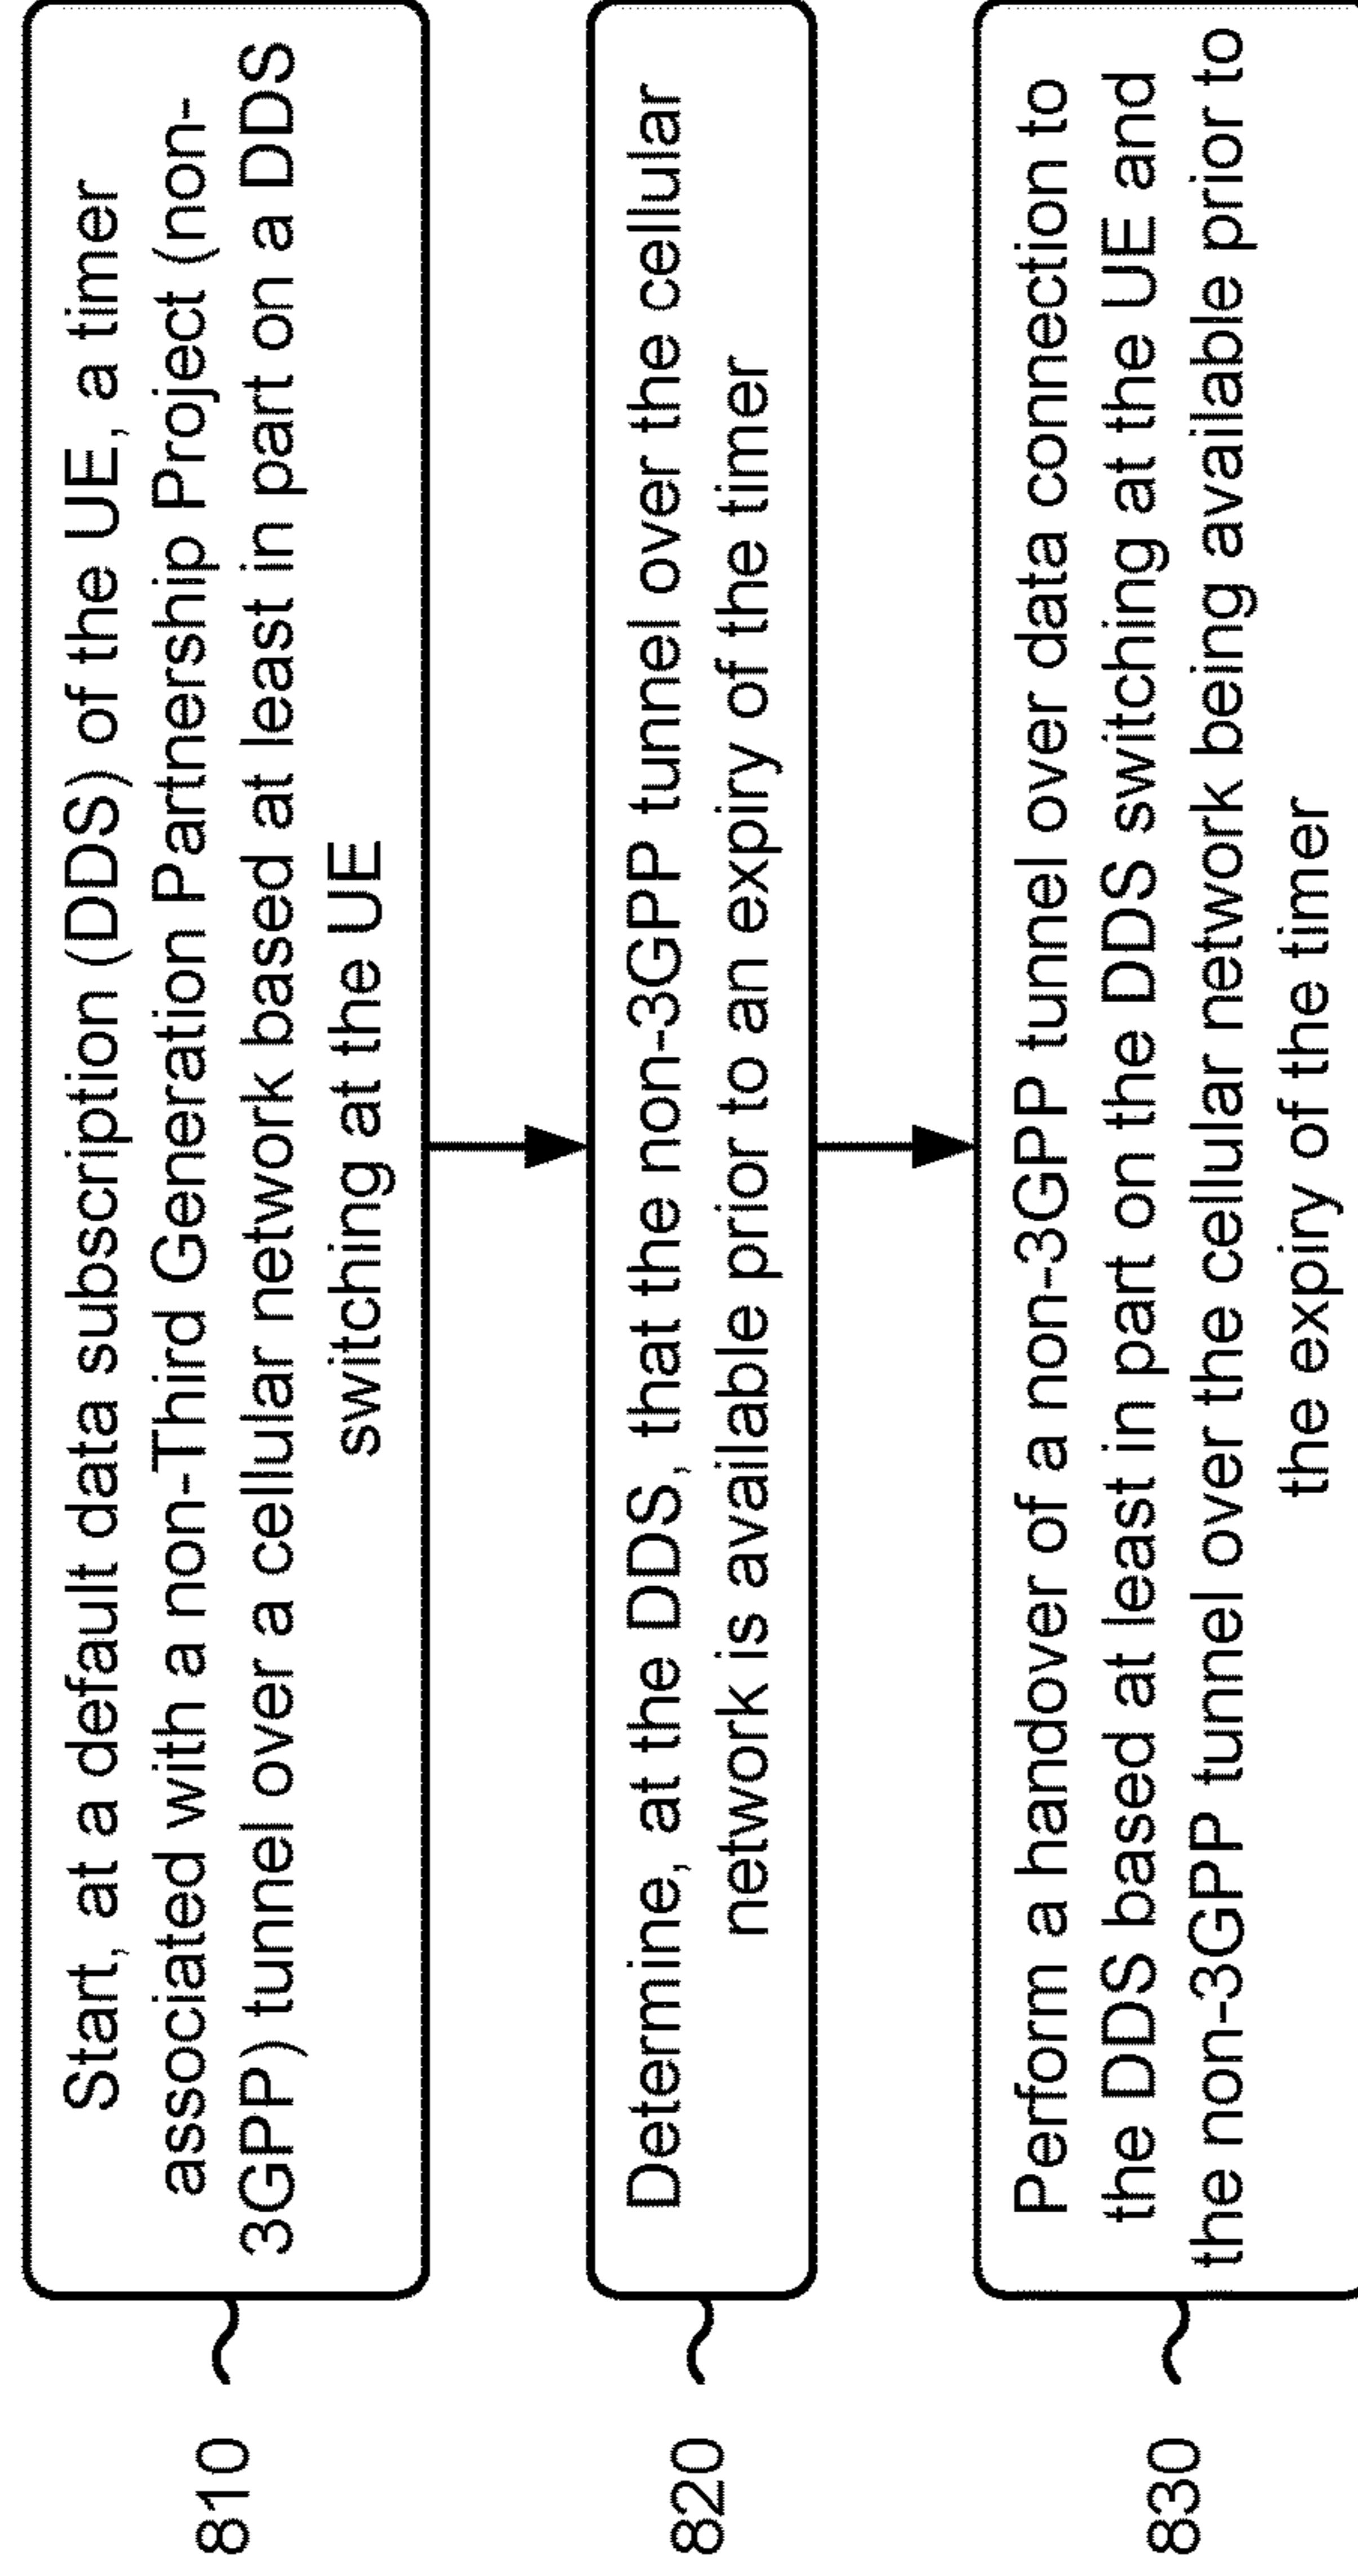 810
Start, at a default data subscription (DDS) of the UE, a timer
associated with a non-Third Generation Partnership Project (non-
3GPP) tunnel over a cellular network based at least in part on a DDS
switching at the UE
820
Determine, at the DDS, that the non-3GPP tunnel over the cellular
network is available prior to an expiry of the timer
830
Perform a handover of a non-3GPP tunnel over data connection to
the DDS based at least in part on the DDS switching at the UE and
the non-3GPP tunnel over the cellular network being available prior to
the expiry of the timer